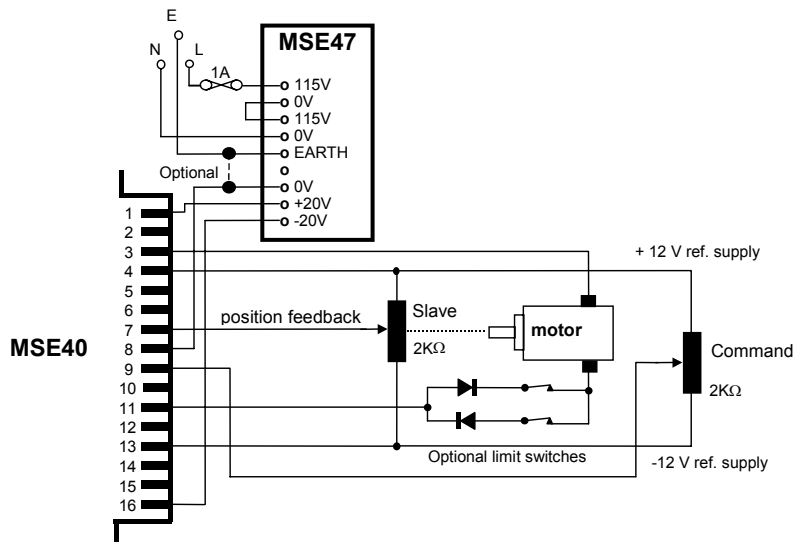 E
MSE47
N
L
1A
115V
0V
115V
0V
EARTH
Optional
0V
+20V
-20V
1
2
3
+ 12 V ref. supply
4
5
6
7
position feedback
Slave
2KΩ
motor
MSE40
8
9
Command
2KΩ
10
11
12
13
Optional limit switches
-12 V ref. supply
14
15
16